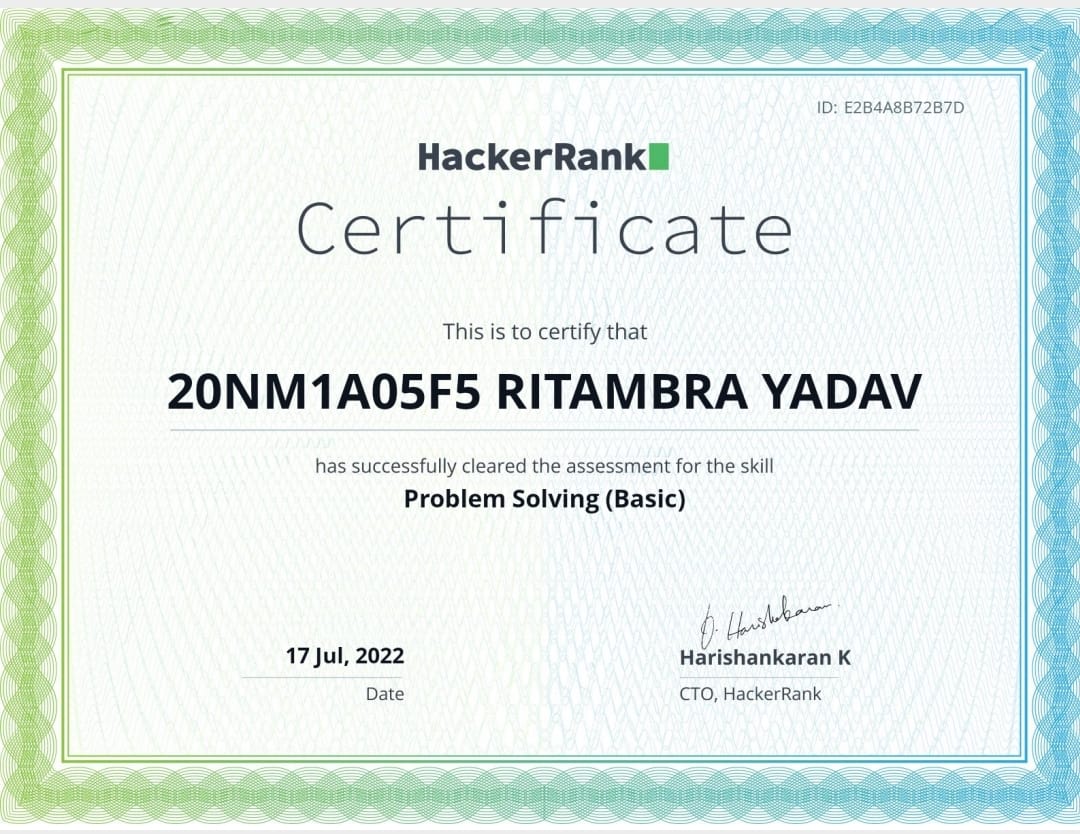 ID: E2B4A8B72B7D
HackerRank
Certificate
This is to certify that
20NM1A05F5 RITAMBRA YADAV
has successfully cleared the assessment for the skill
Problem Solving (Basic)
17 Jul, 2022
Date
D. Harishankaran
Harishankaran K
CTO, HackerRank